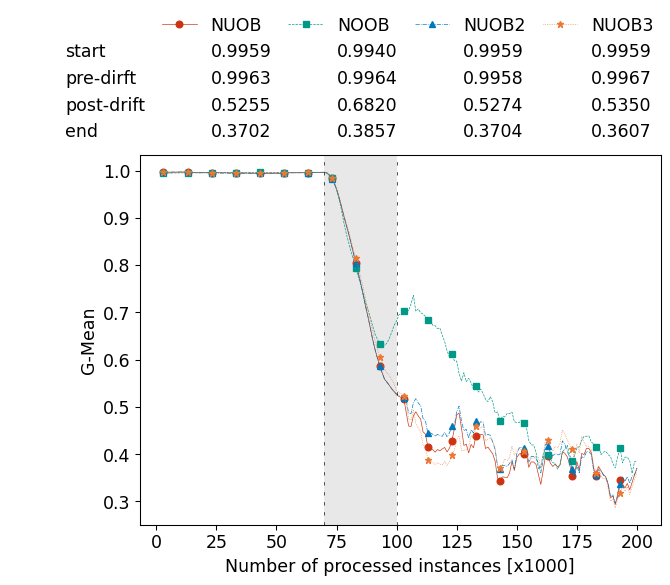 NUOB NOOB NUOB2 NUOB3
start 0.9959 0.9940 0.9959 0.9959
pre-dirft 0.9963 0.9964 0.9958 0.9967
post-drift 0.5255 0.6820 0.5274 0.5350
end 0.3702 0.3857 0.3704 0.3607
1.0
0.9
0.8
0.7
0.6
0.5
0.4
0.3
G-Mean
0 25 50 75 100 125 150 175 200
Number of processed instances [x1000]